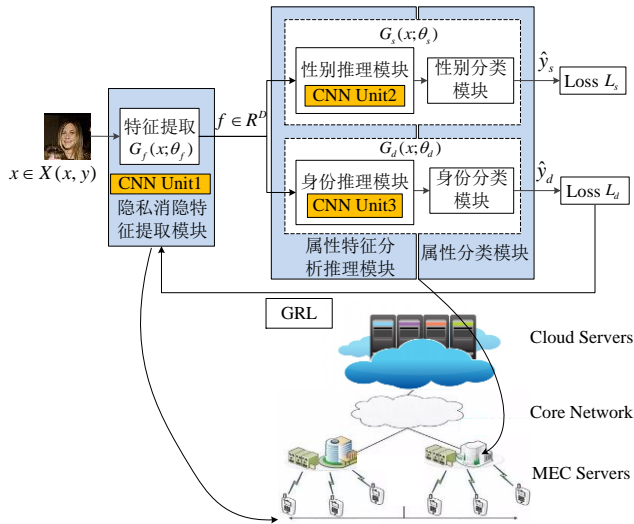 G_s(x;θ_s)
性别推理模块
CNN Unit2
性别分类
模块
ŷ_s
Loss L_s
特征提取
G_f(x;θ_f)
f ∈ R^D
x ∈ X(x, y)
CNN Unit1
隐私消隐特
征提取模块
G_d(x;θ_d)
身份推理模块
CNN Unit3
身份分类
模块
ŷ_d
Loss L_d
属性特征分
析推理模块
属性分类模块
GRL
Cloud Servers
Core Network
MEC Servers